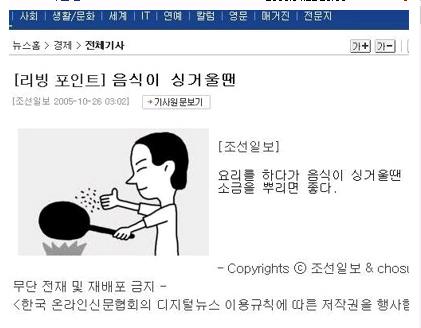 사회 | 생활/문화 | 세계 | IT | 연예 | 칼럼 | 영문 | 매거진 | 전문지
뉴스홈 > 경제 > 전체기사
가+ 가-
[리빙 포인트] 음식이 싱거울땐
[조선일보 2005-10-26 03:02] 기사원문보기
[조선일보]
요리를 하다가 음식이 싱거울땐
소금을 뿌리면 좋다.
- Copyrights ⓒ 조선일보 & chosu
무단 전재 및 재배포 금지 -
<한국 온라인신문협회의 디지털뉴스 이용규칙에 따른 저작권을 행사함